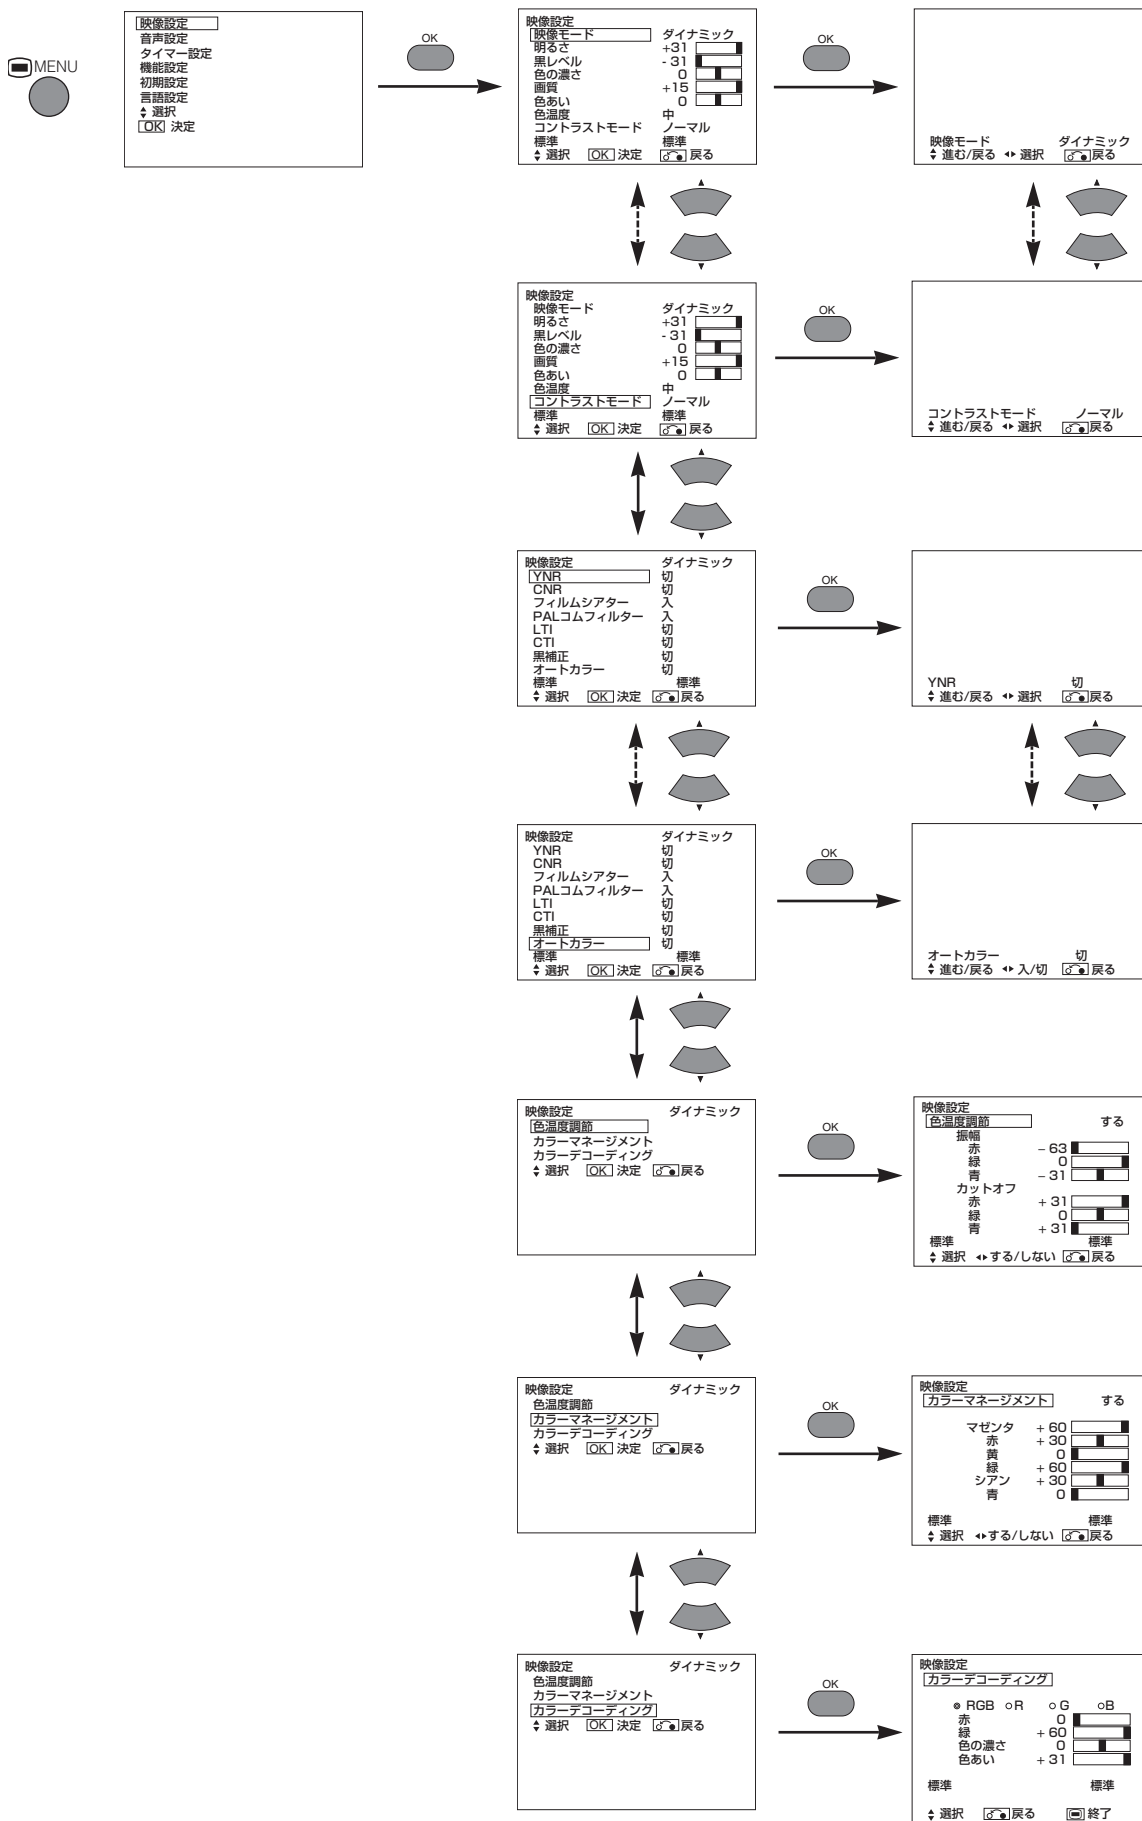 MENU
映像設定
音声設定
タイマー設定
機能設定
初期設定
言語設定
選択
OK 決定
OK
映像設定
映像モード ダイナミック
明るさ +31
黒レベル - 31
色の濃さ 0
画質 +15
色あい 0
色温度 中
コントラストモード ノーマル
標準 標準
選択 OK 決定 戻る
OK
映像モード ダイナミック
進む/戻る 選択 戻る
映像設定
映像モード ダイナミック
明るさ +31
黒レベル - 31
色の濃さ 0
画質 +15
色あい 0
色温度 中
コントラストモード ノーマル
標準 標準
選択 OK 決定 戻る
OK
コントラストモード ノーマル
進む/戻る 選択 戻る
映像設定 ダイナミック
YNR 切
CNR 切
フィルムシアター 入
PALコムフィルター 入
LTI 切
CTI 切
黒補正 切
オートカラー 切
標準 標準
選択 OK 決定 戻る
OK
YNR 切
進む/戻る 選択 戻る
映像設定 ダイナミック
YNR 切
CNR 切
フィルムシアター 入
PALコムフィルター 入
LTI 切
CTI 切
黒補正 切
オートカラー 切
標準 標準
選択 OK 決定 戻る
OK
オートカラー 切
進む/戻る 入/切 戻る
映像設定 ダイナミック
色温度調節
カラーマネージメント
カラーデコーディング
選択 OK 決定 戻る
OK
映像設定
色温度調節 する
振幅
赤 – 63
緑 0
青 – 31
カットオフ
赤 + 31
緑 0
青 + 31
標準 標準
選択 する/しない 戻る
映像設定 ダイナミック
色温度調節
カラーマネージメント
カラーデコーディング
選択 OK 決定 戻る
OK
映像設定
カラーマネージメント する
マゼンタ + 60
赤 + 30
黄 0
緑 + 60
シアン + 30
青 0
標準 標準
選択 する/しない 戻る
映像設定 ダイナミック
色温度調節
カラーマネージメント
カラーデコーディング
選択 OK 決定 戻る
OK
映像設定
カラーデコーディング
RGB R G B
赤 0
緑 + 60
色の濃さ 0
色あい + 31
標準 標準
選択 戻る 終了